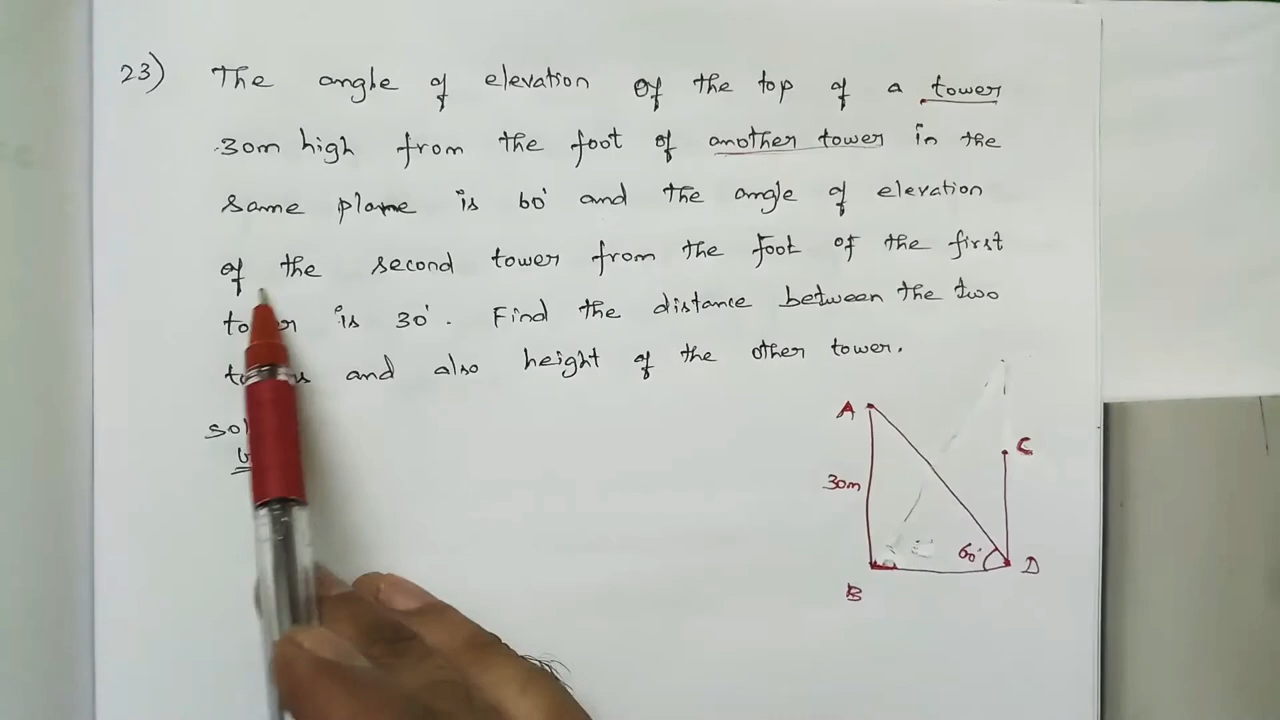 23) The angle of elevation of the top of a tower
30m high from the foot of another tower in the
same plane is 60° and the angle of elevation
of the second tower from the foot of the first
is 30°. Find the distance between the two
and also height of the other tower.
A
C
30m
60°
D
B